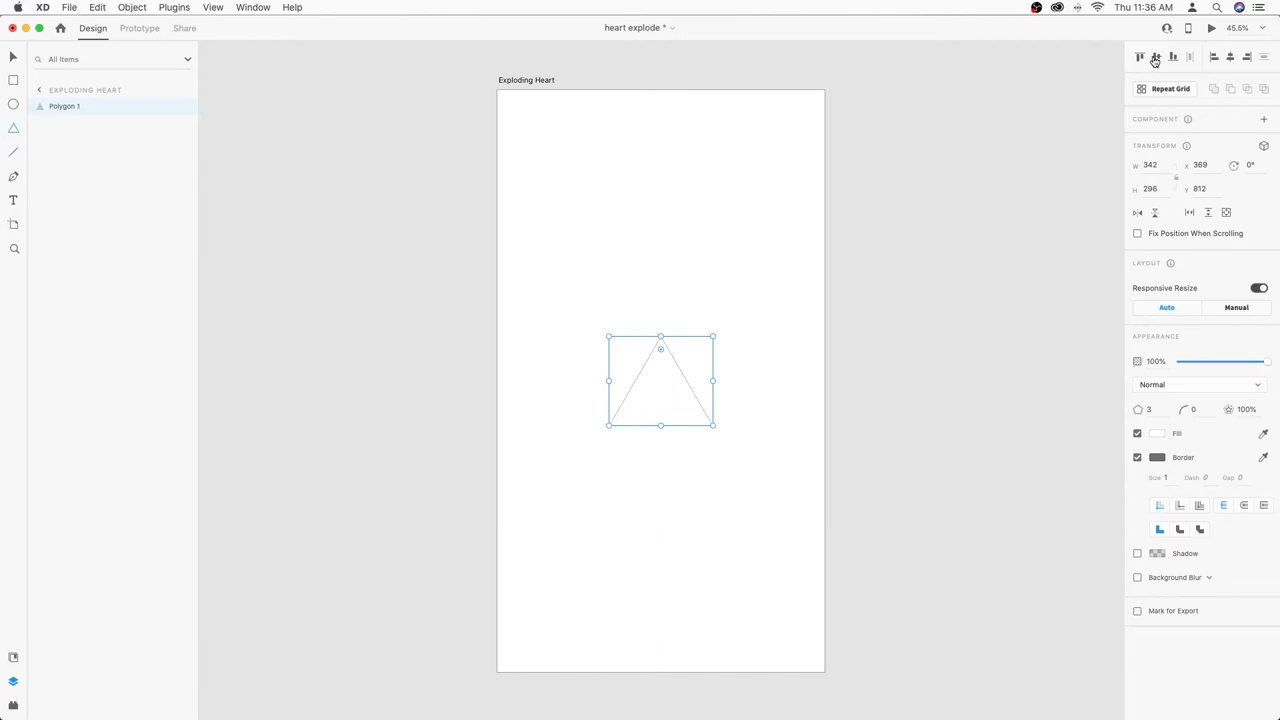 XD File Edit Object Plugins View Window Help Thu 11:36 AM
Design Prototype Share heart explode * 45.5%
All Items
EXPLODING HEART
Polygon 1
Exploding Heart
Repeat Grid
COMPONENT
TRANSFORM
W 342 X 369 0°
H 296 Y 812
Fix Position When Scrolling
LAYOUT
Responsive Resize
Auto Manual
APPEARANCE
100%
Normal
3 0 100%
Fill
Border
Size 1 Dash 0 Gap 0
Shadow
Background Blur
Mark for Export